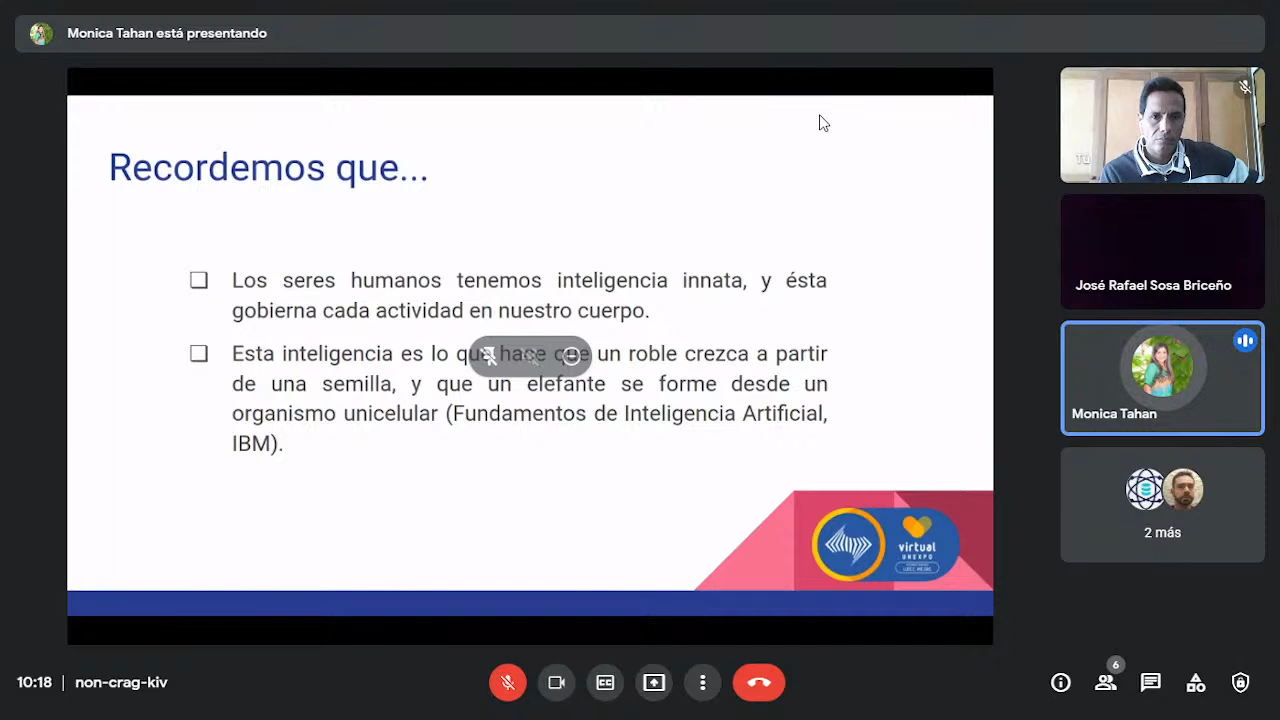 Monica Tahan está presentando
Recordemos que...
Los seres humanos tenemos inteligencia innata, y ésta
gobierna cada actividad en nuestro cuerpo.
Esta inteligencia es lo que hace que un roble crezca a partir
de una semilla, y que un elefante se forme desde un
organismo unicelular (Fundamentos de Inteligencia Artificial,
IBM).
virtual
UNEXPO
Tú
José Rafael Sosa Briceño
Monica Tahan
2 más
10:18 | non-crag-kiv
6